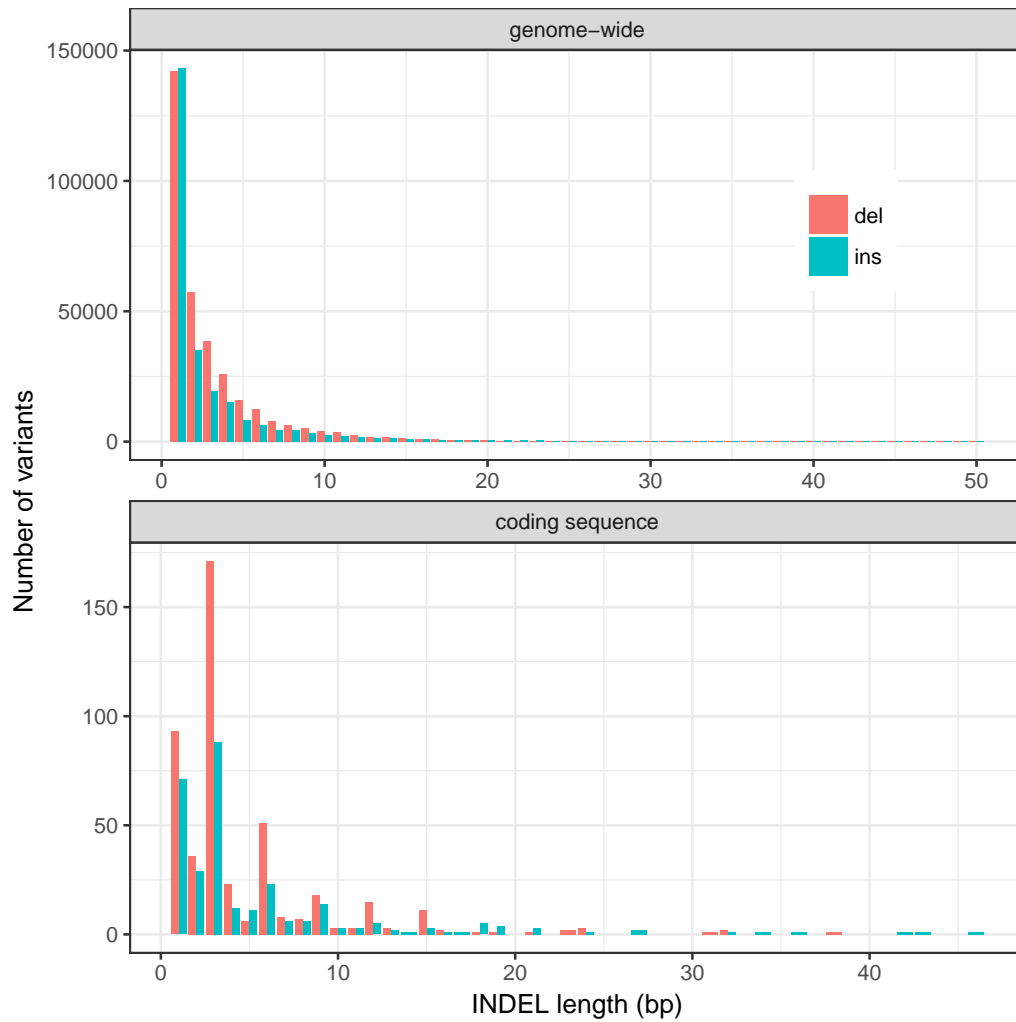 genome−wide
150000
100000
50000
0
del
ins
0 10 20 30 40 50
Number of variants
coding sequence
150
100
50
0
0 10 20 30 40
INDEL length (bp)